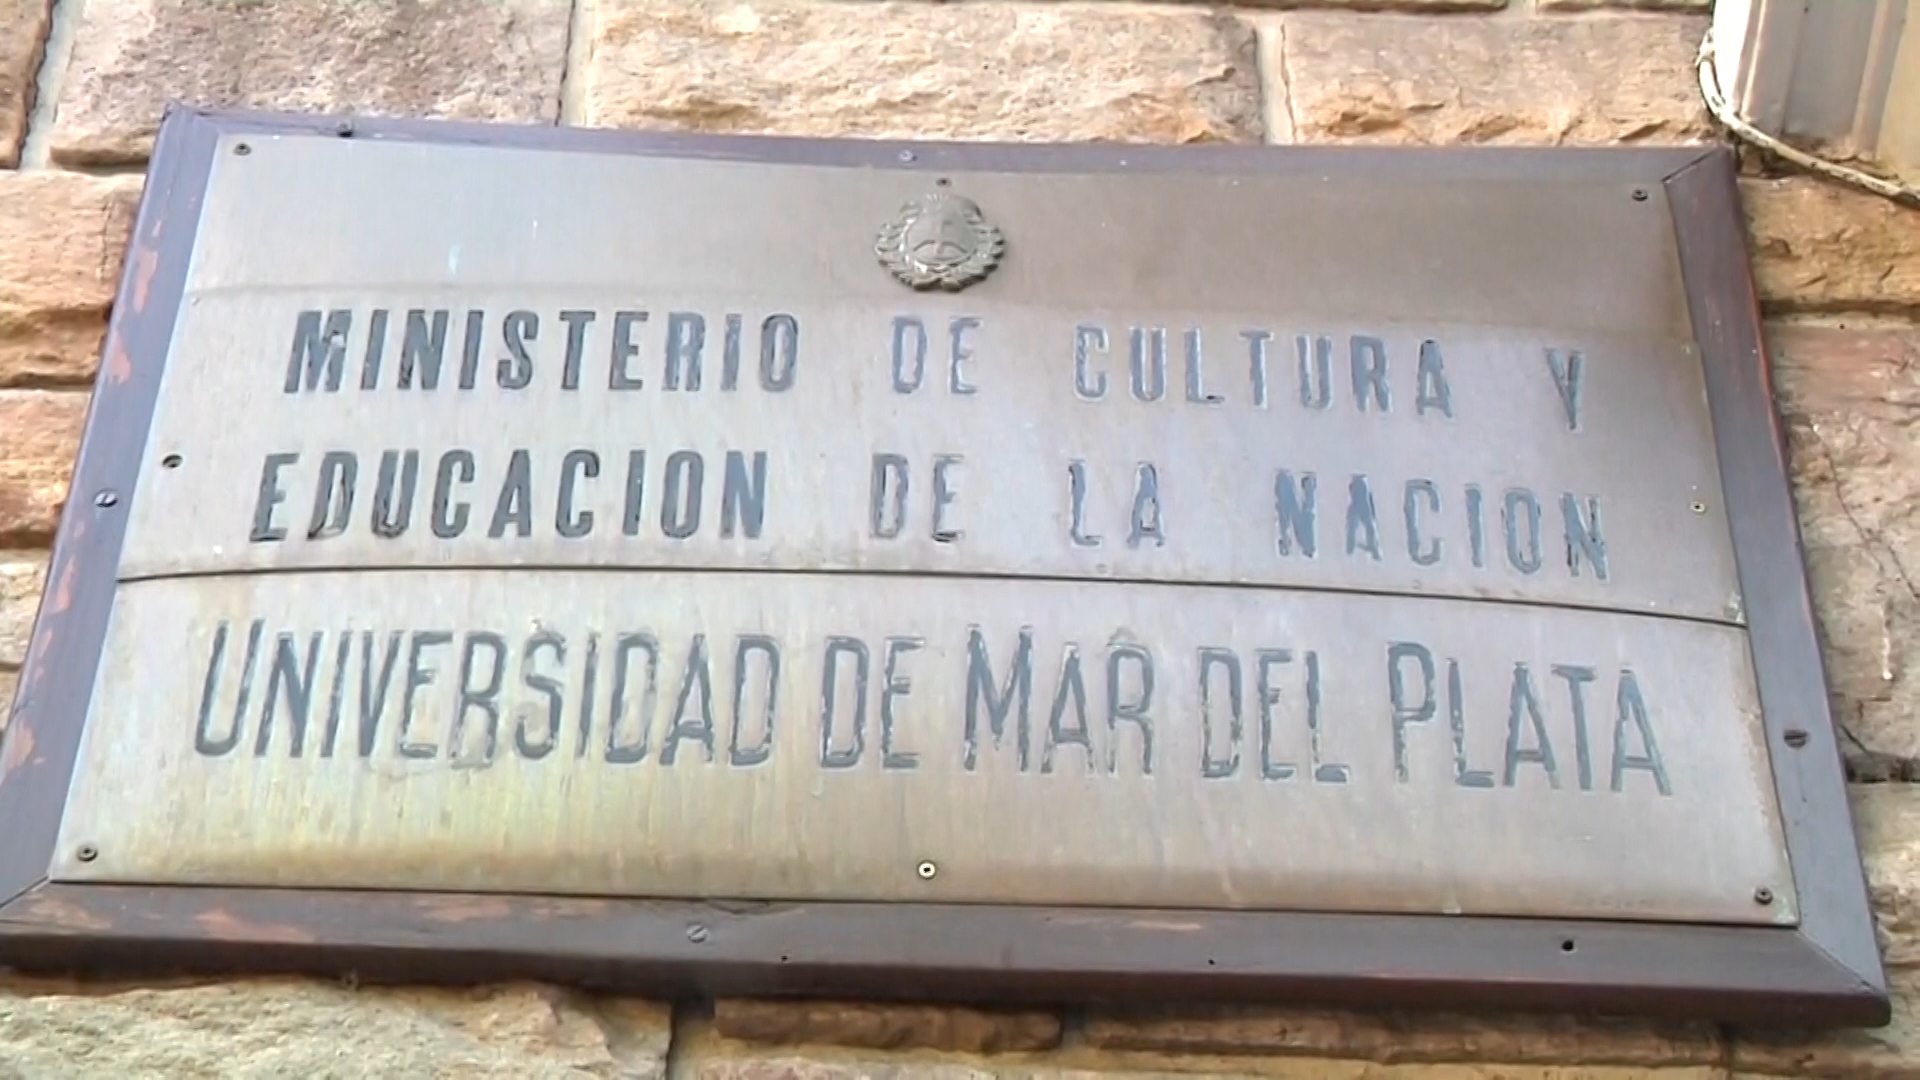 MINISTERIO DE CULTURA Y
EDUCACION DE LA NACION
UNIVERSIDAD DE MAR DEL PLATA